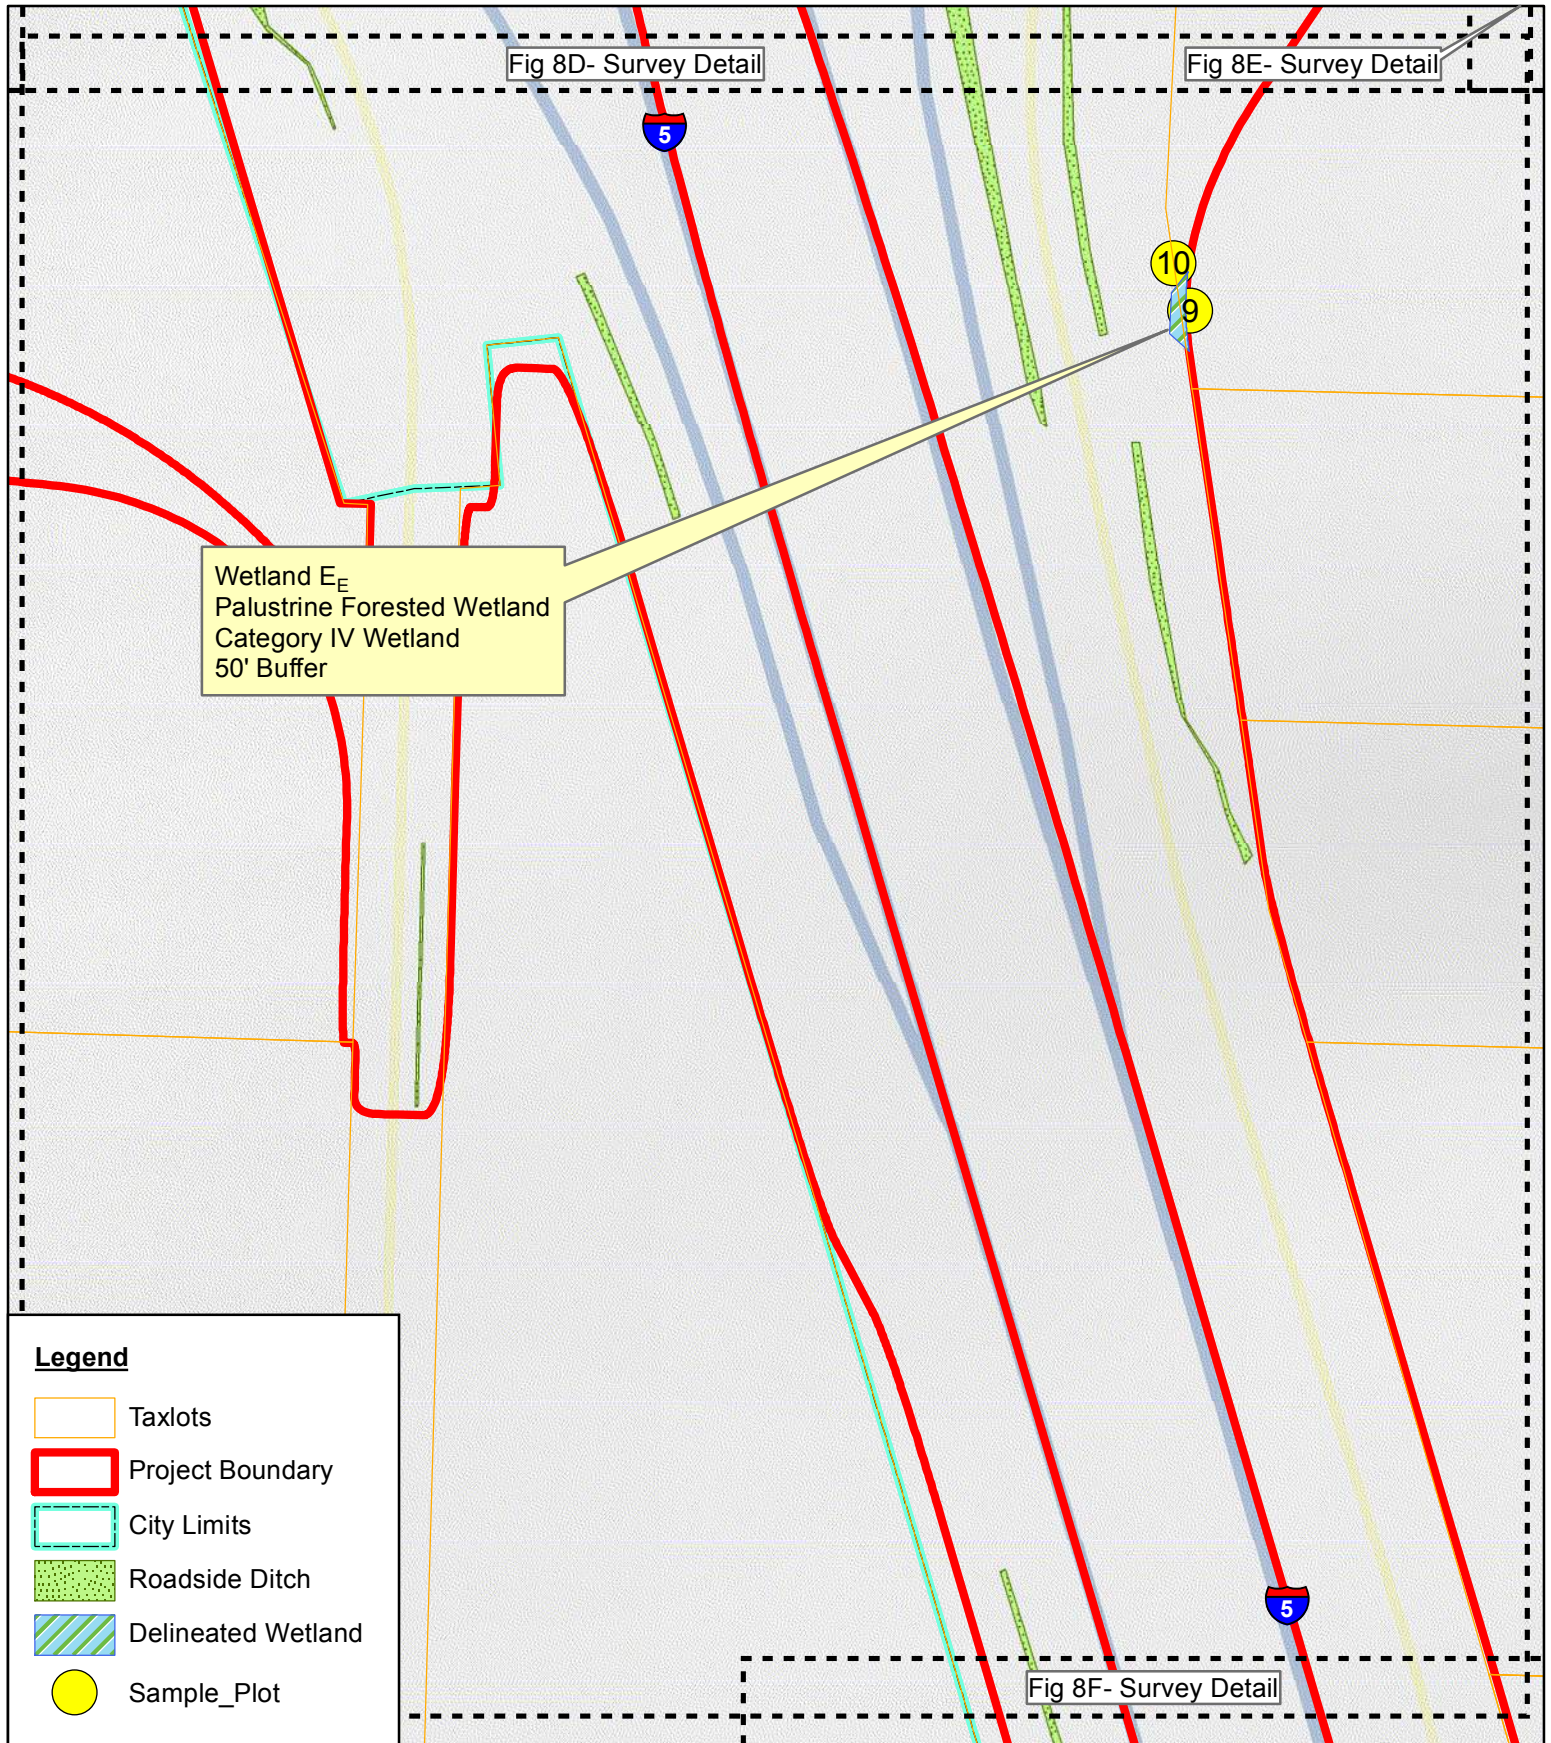 Fig 8D- Survey Detail
Fig 8E- Survey Detail
5
10
9
Wetland EE
Palustrine Forested Wetland
Category IV Wetland
50' Buffer
Legend
Taxlots
Project Boundary
City Limits
Roadside Ditch
Delineated Wetland
Sample_Plot
5
Fig 8F- Survey Detail